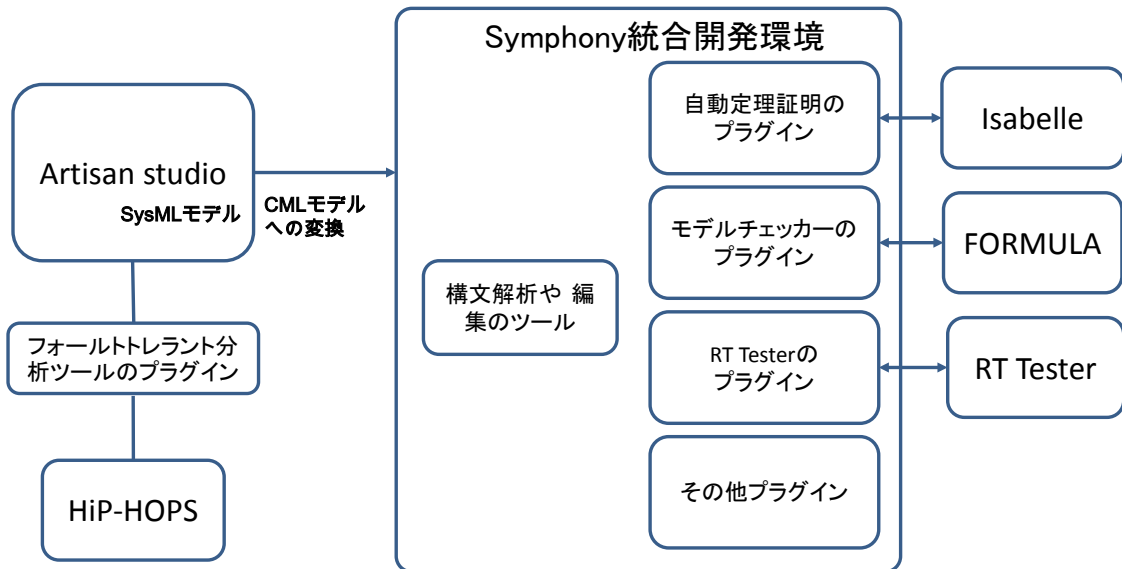 Symphony統合開発環境
Artisan studio
SysMLモデル
CMLモデル
への変換
フォールトトレラント分
析ツールのプラグイン
HiP-HOPS
構文解析や 編
集のツール
自動定理証明の
プラグイン
モデルチェッカーの
プラグイン
RT Testerの
プラグイン
その他プラグイン
Isabelle
FORMULA
RT Tester